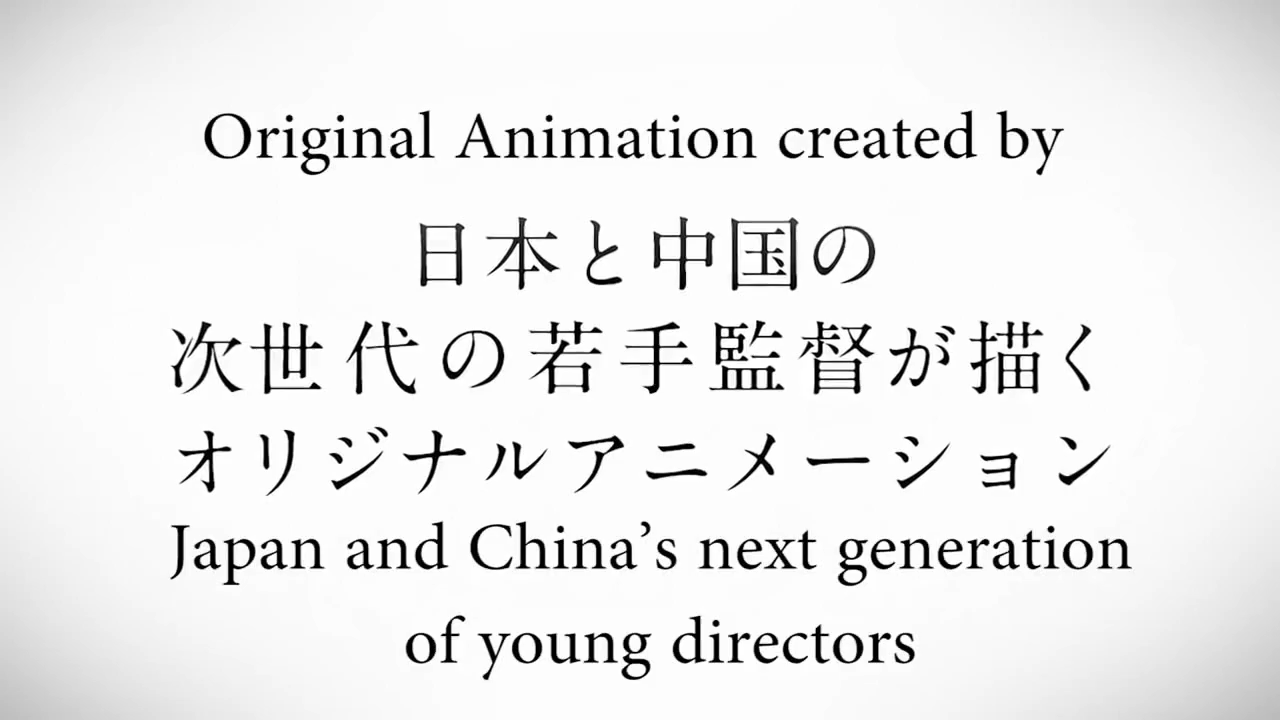 Original Animation created by
日本と中国の
次世代の若手監督が描く
オリジナルアニメーション
Japan and China’s next generation
of young directors